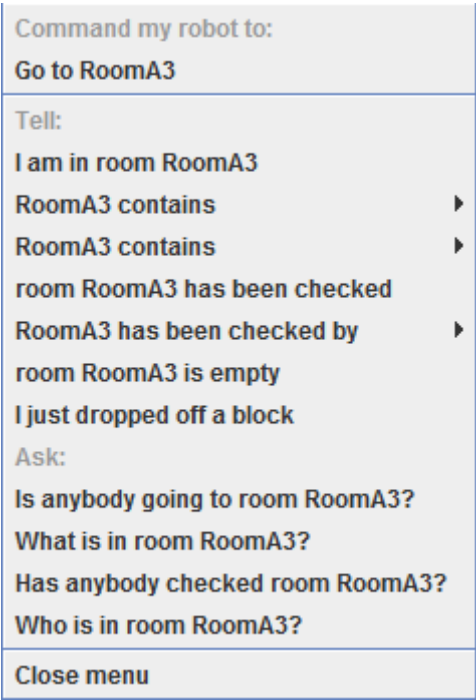 Command my robot to:
Go to RoomA3
Tell:
I am in room RoomA3
RoomA3 contains
RoomA3 contains
room RoomA3 has been checked
RoomA3 has been checked by
room RoomA3 is empty
I just dropped off a block
Ask:
Is anybody going to room RoomA3?
What is in room RoomA3?
Has anybody checked room RoomA3?
Who is in room RoomA3?
Close menu